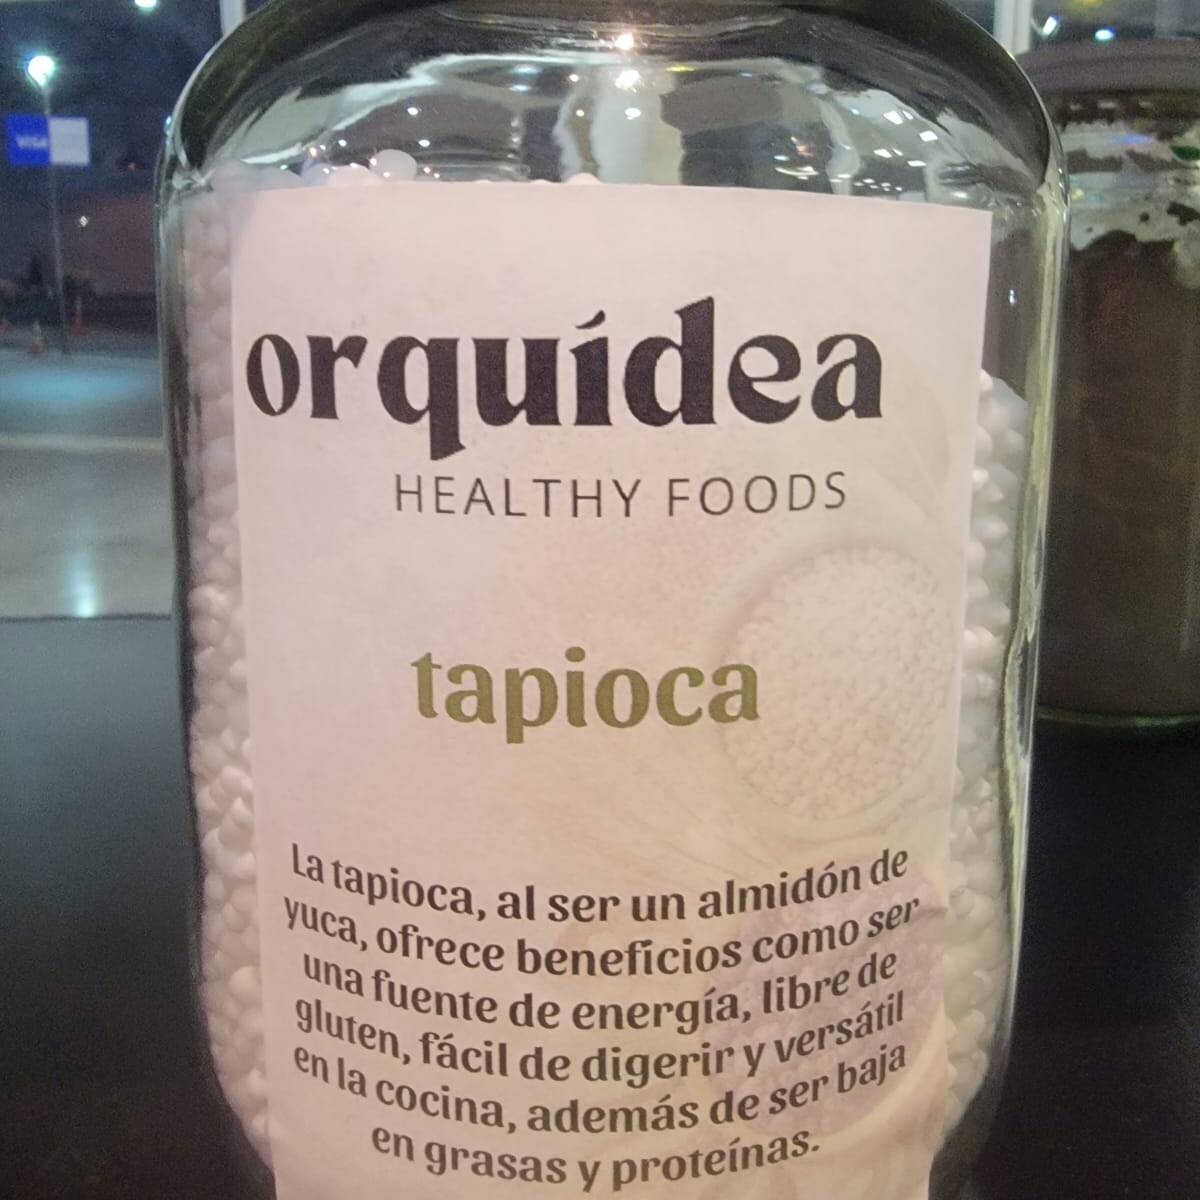 VISA
orquídea
HEALTHY FOODS
tapioca
La tapioca, al ser un almidón de
yuca, ofrece beneficios como ser
una fuente de energía, libre de
gluten, fácil de digerir y versátil
en la cocina, además de ser baja
en grasas y proteínas.